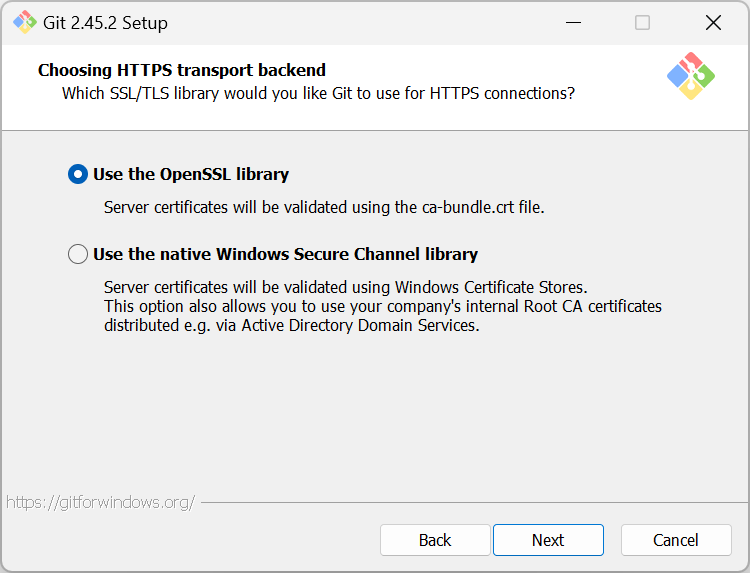 Git 2.45.2 Setup
Choosing HTTPS transport backend
Which SSL/TLS library would you like Git to use for HTTPS connections?
Use the OpenSSL library
Server certificates will be validated using the ca-bundle.crt file.
Use the native Windows Secure Channel library
Server certificates will be validated using Windows Certificate Stores.
This option also allows you to use your company's internal Root CA certificates
distributed e.g. via Active Directory Domain Services.
https://gitforwindows.org/
Back Next Cancel